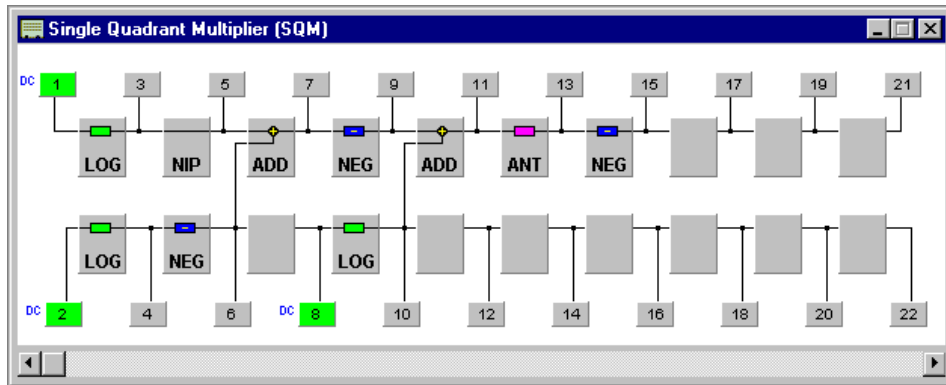 Single Quadrant Multiplier (SQM)
DC 1 3 5 7 9 11 13 15 17 19 21
LOG NIP ADD NEG ADD ANT NEG
LOG NEG LOG
DC 2 4 6 DC 8 10 12 14 16 18 20 22